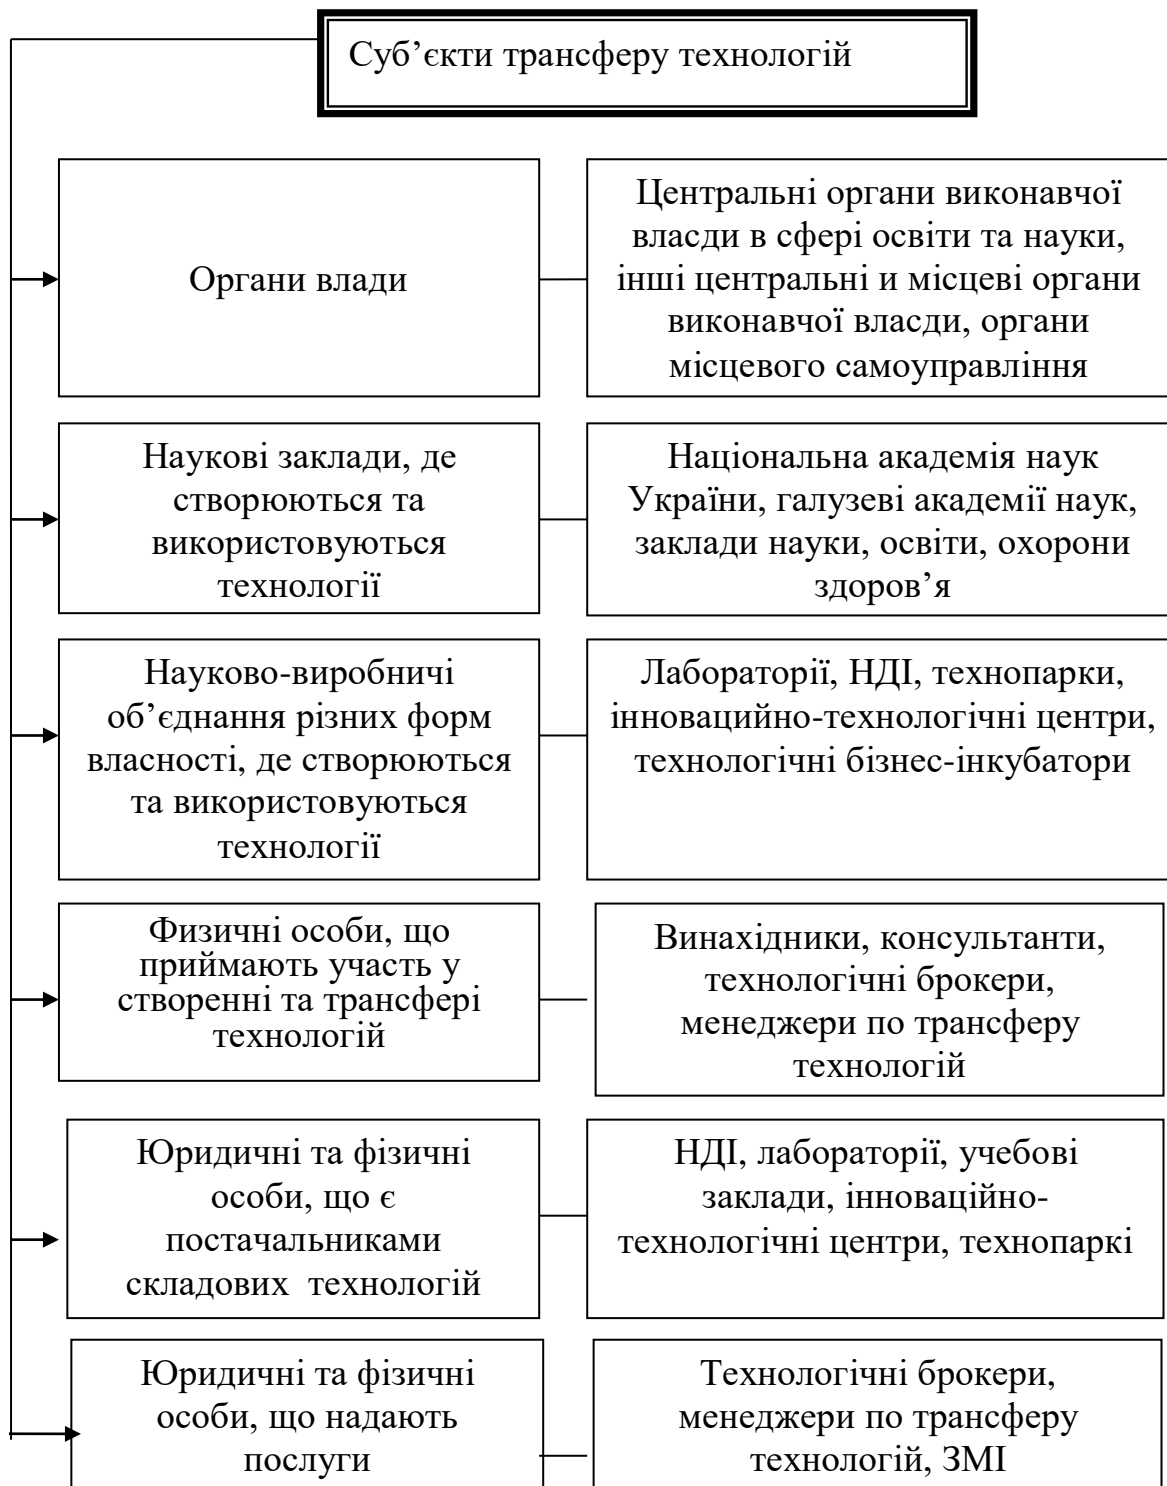 Суб’єкти трансферу технологій
Органи влади
Центральні органи виконавчої
власди в сфері освіти та науки,
інші центральні и місцеві органи
виконавчої власди, органи
місцевого самоуправління
Наукові заклади, де
створюються та
використовуються
технології
Національна академія наук
України, галузеві академії наук,
заклади науки, освіти, охорони
здоров’я
Науково-виробничі
об’єднання різних форм
власності, де створюються
та використовуються
технології
Лабораторії, НДІ, технопарки,
інноваційно-технологічні центри,
технологічні бізнес-інкубатори
Физичні особи, що
приймають участь у
створенні та трансфері
технологій
Винахідники, консультанти,
технологічні брокери,
менеджери по трансферу
технологій
Юридичні та фізичні
особи, що є
постачальниками
складових технологій
НДІ, лабораторії, учебові
заклади, інноваційно-
технологічні центри, технопаркі
Юридичні та фізичні
особи, що надають
послуги
Технологічні брокери,
менеджери по трансферу
технологій, ЗМІ